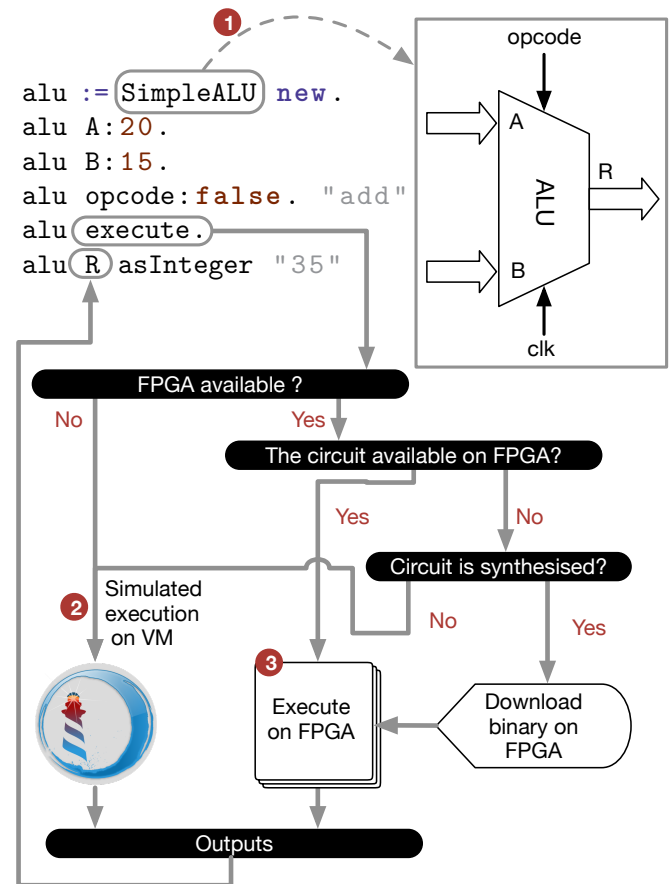 1
alu := SimpleALU new.
alu A:20.
alu B:15.
alu opcode:false. "add"
alu execute.
alu R asInteger "35"
opcode
A
ALU
R
B
clk
FPGA available ?
No
Yes
The circuit available on FPGA?
Yes
No
Circuit is synthesised?
2
Simulated
execution
on VM
No
Yes
3
Execute
on FPGA
Download
binary on
FPGA
Outputs